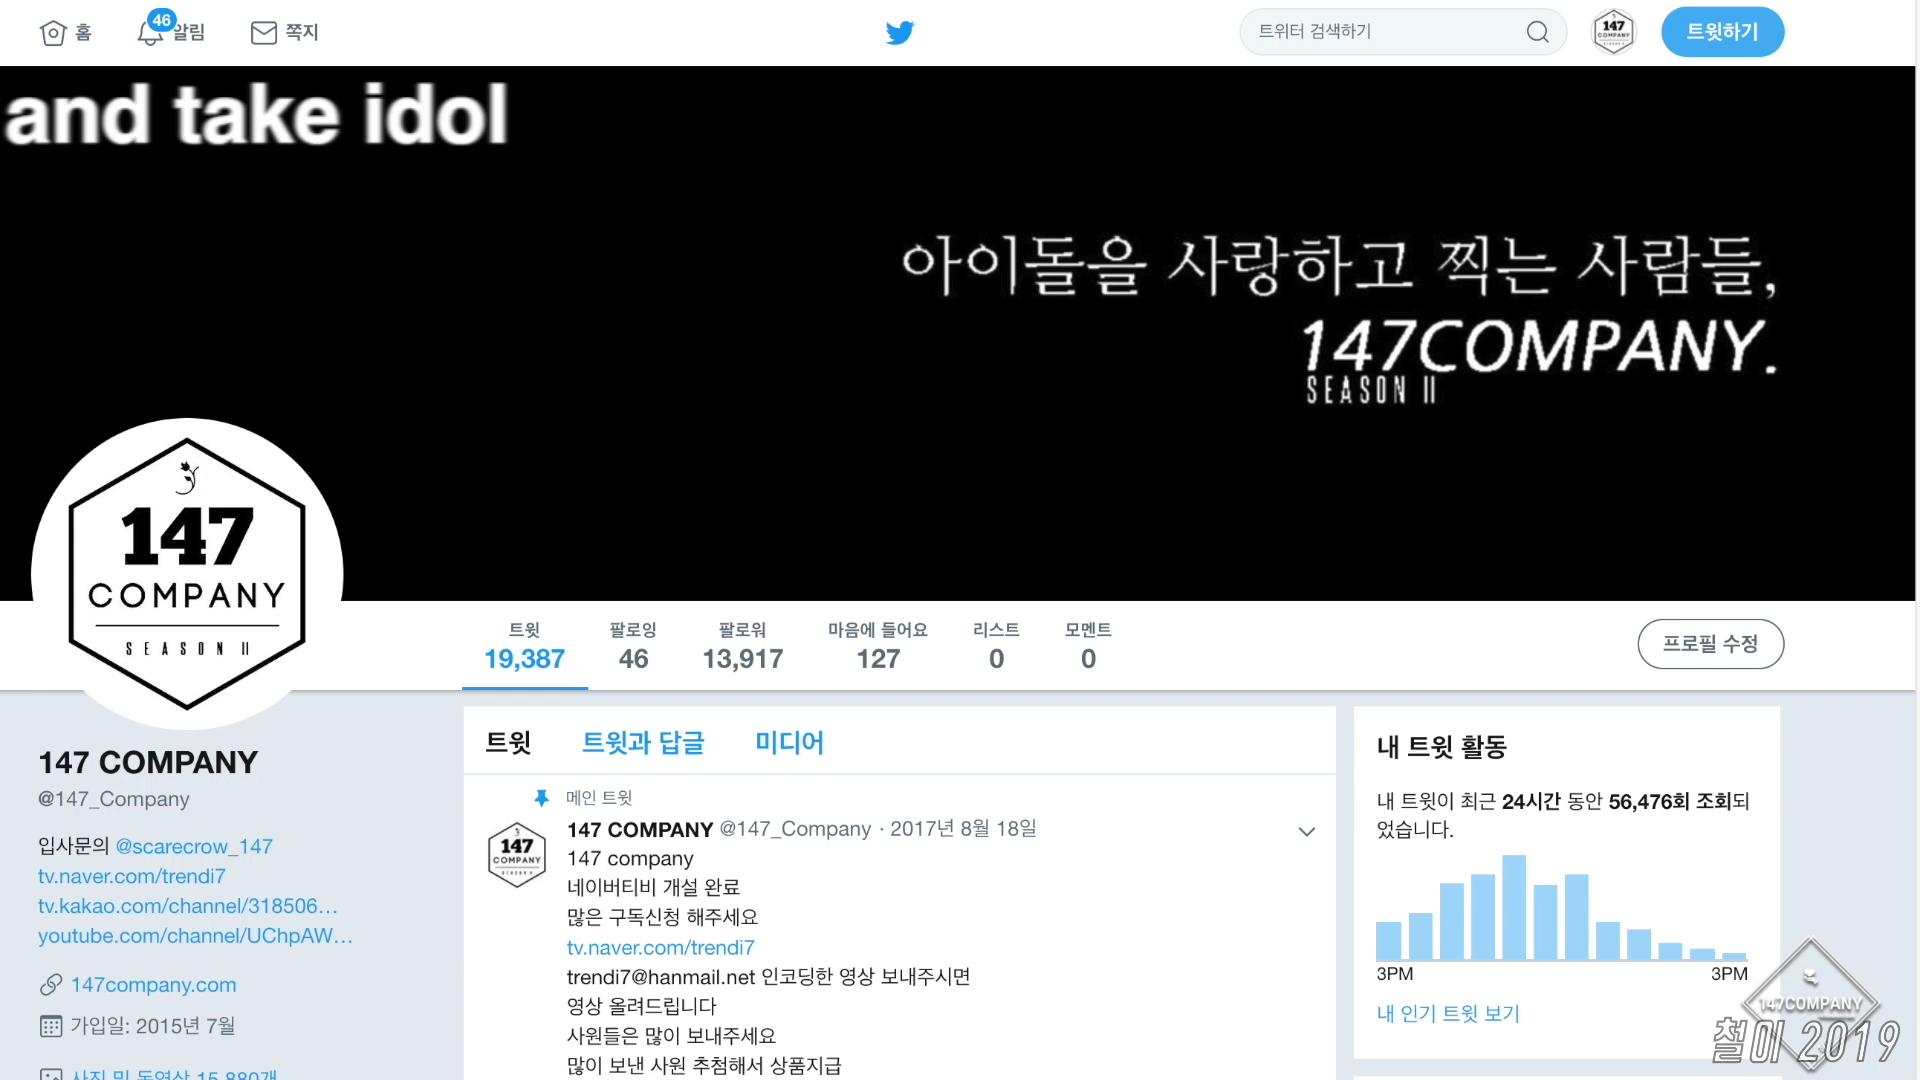 홈
46
알림
쪽지
트위터 검색하기
147
COMPANY
트윗하기
and take idol
아이돌을 사랑하고 찍는 사람들,
147COMPANY.
SEASON II
147
COMPANY
SEASON II
트윗 팔로잉 팔로워 마음에 들어요 리스트 모멘트
19,387 46 13,917 127 0 0
프로필 수정
147 COMPANY
@147_Company
입사문의 @scarecrow_147
tv.naver.com/trendi7
tv.kakao.com/channel/318506…
youtube.com/channel/UChpAW…
147company.com
가입일: 2015년 7월
사진 및 동영상 15,880개
트윗 트윗과 답글 미디어
메인 트윗
147
COMPANY
147 COMPANY @147_Company · 2017년 8월 18일
147 company
네이버티비 개설 완료
많은 구독신청 해주세요
tv.naver.com/trendi7
trendi7@hanmail.net 인코딩한 영상 보내주시면
영상 올려드립니다
사원들은 많이 보내주세요
많이 보낸 사원 추첨해서 상품지급
내 트윗 활동
내 트윗이 최근 24시간 동안 56,476회 조회되
었습니다.
3PM 3PM
내 인기 트윗 보기
147COMPANY
철미 2019